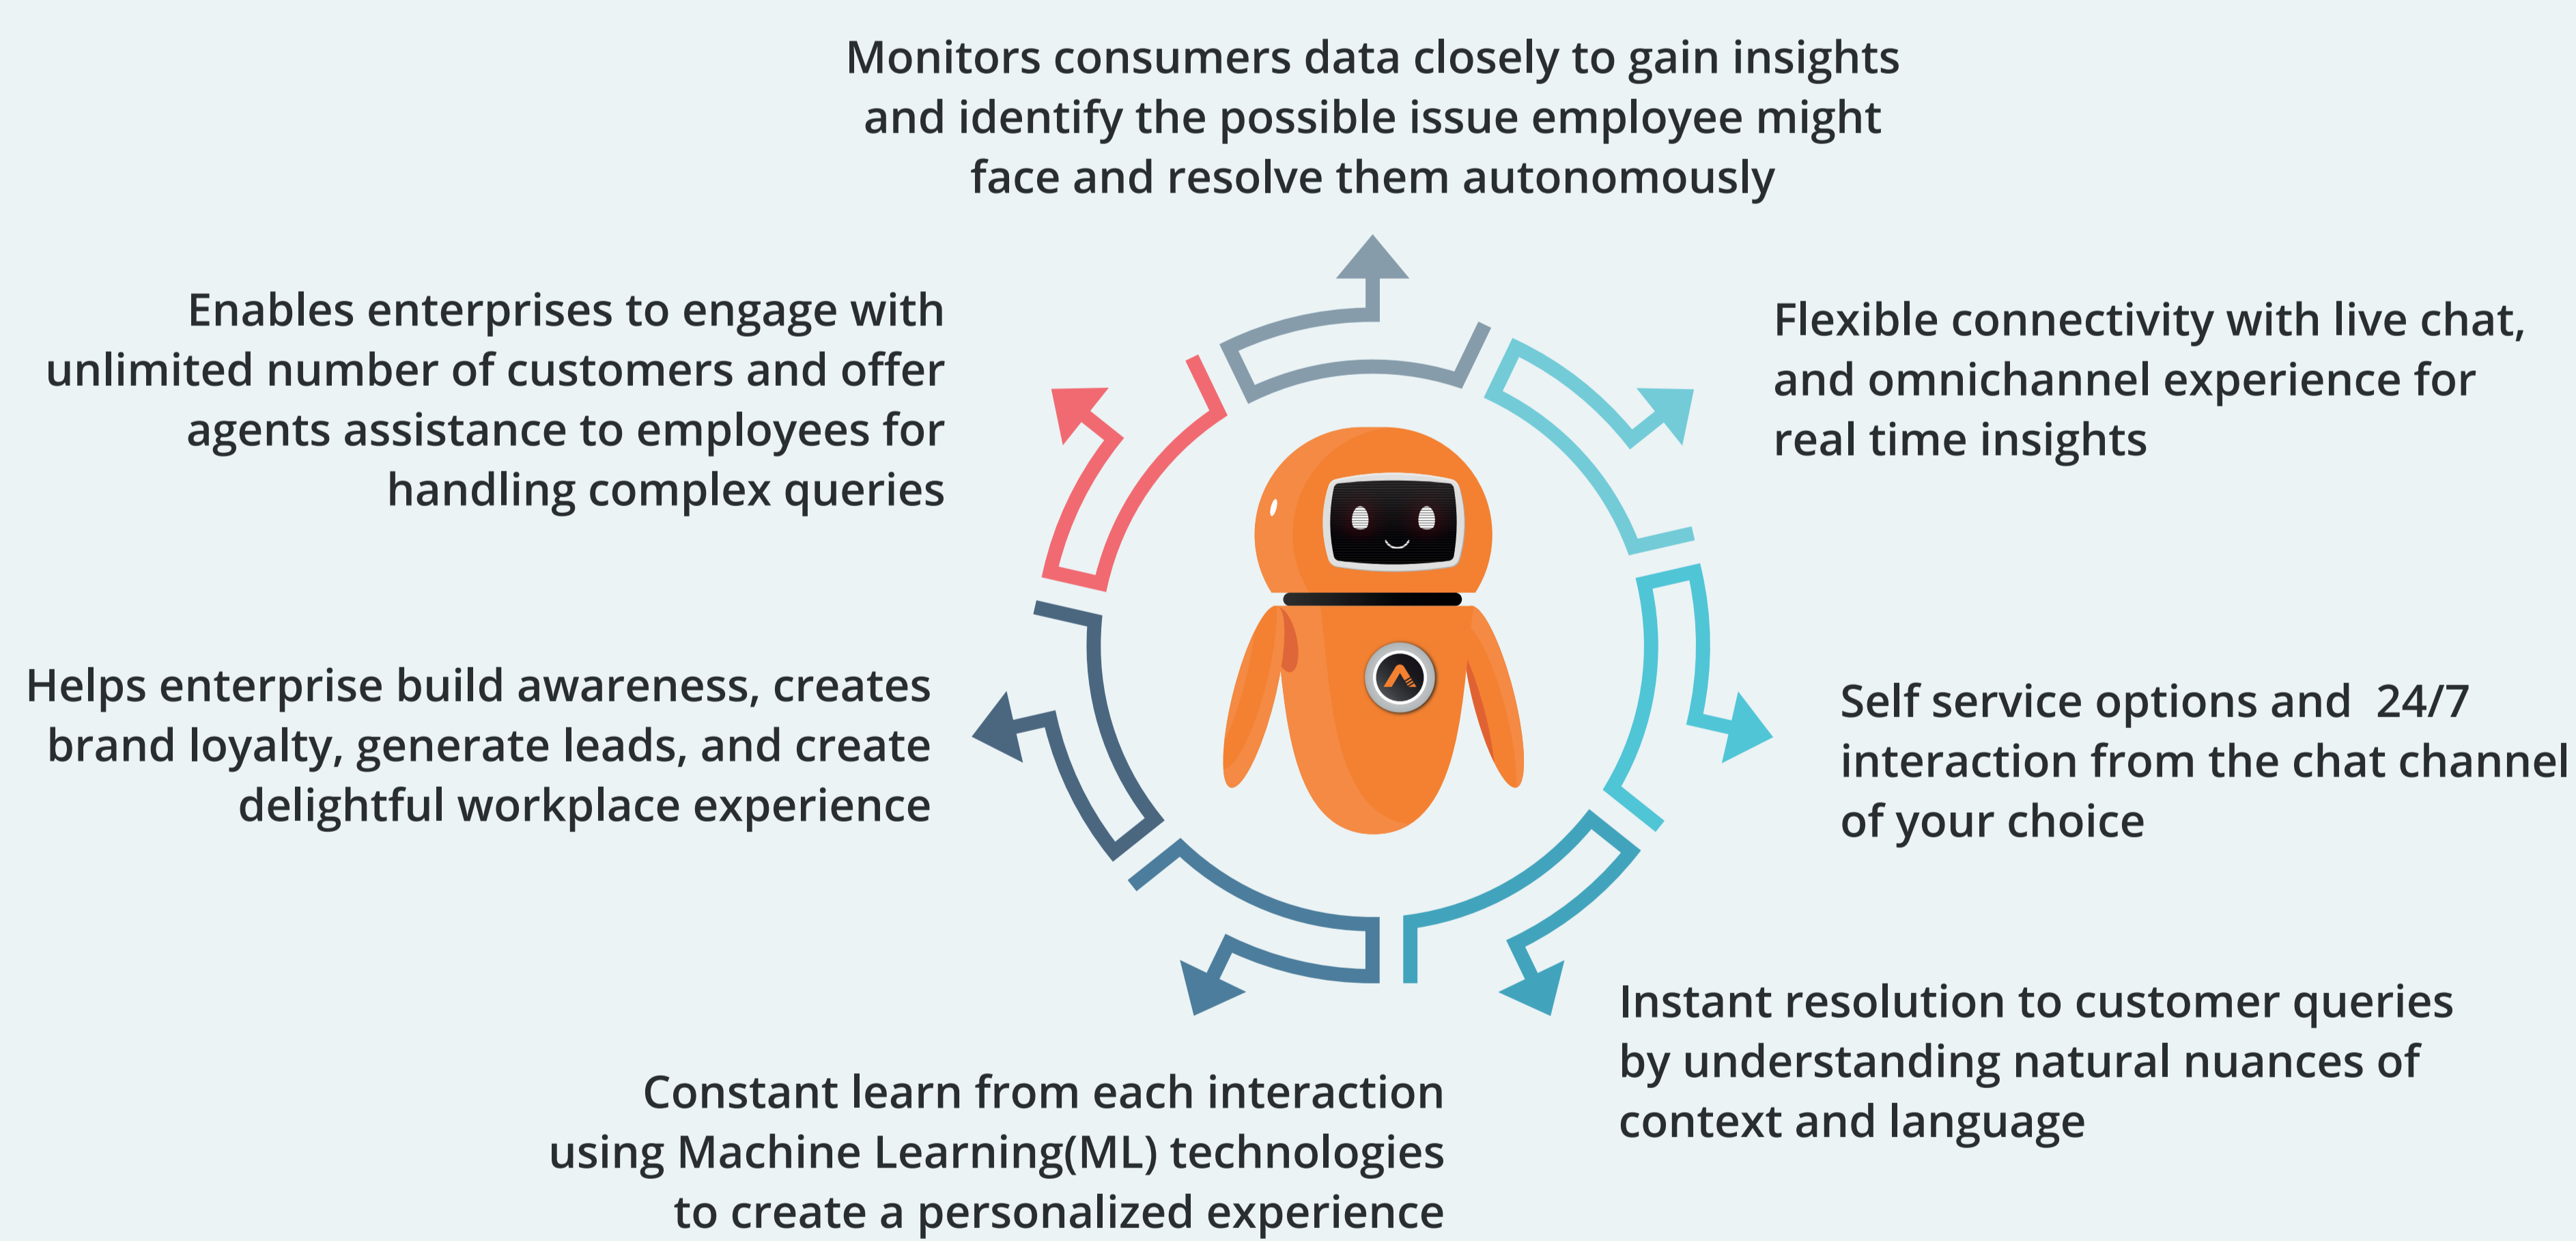 Monitors consumers data closely to gain insights
and identify the possible issue employee might
face and resolve them autonomously
Enables enterprises to engage with
unlimited number of customers and offer
agents assistance to employees for
handling complex queries
Flexible connectivity with live chat,
and omnichannel experience for
real time insights
Helps enterprise build awareness, creates
brand loyalty, generate leads, and create
delightful workplace experience
Self service options and  24/7
interaction from the chat channel
of your choice
Instant resolution to customer queries
by understanding natural nuances of
context and language
Constant learn from each interaction
using Machine Learning(ML) technologies
to create a personalized experience